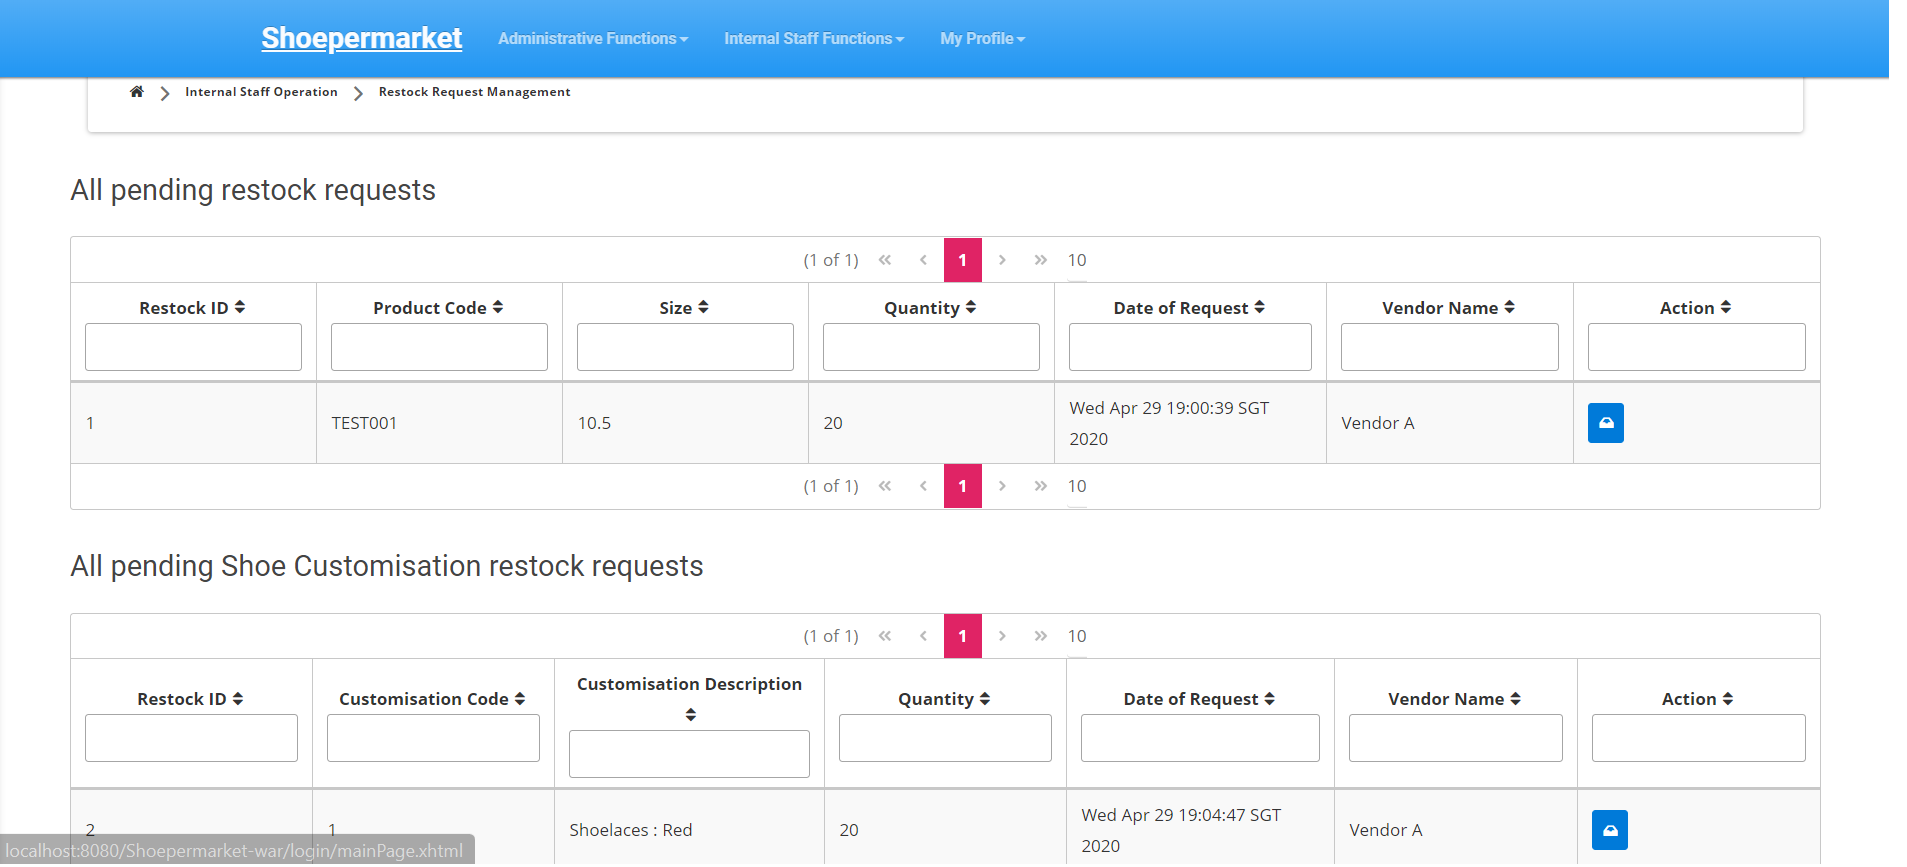 Shoepermarket Administrative Functions Internal Staff Functions My Profile
Internal Staff Operation Restock Request Management
All pending restock requests
(1 of 1) 1 10
Restock ID Product Code Size Quantity Date of Request Vendor Name Action
1 TEST001 10.5 20 Wed Apr 29 19:00:39 SGT 2020 Vendor A
(1 of 1) 1 10
All pending Shoe Customisation restock requests
(1 of 1) 1 10
Restock ID Customisation Code Customisation Description Quantity Date of Request Vendor Name Action
2 1 Shoelaces : Red 20 Wed Apr 29 19:04:47 SGT 2020 Vendor A
localhost:8080/Shoepermarket-war/login/mainPage.xhtml